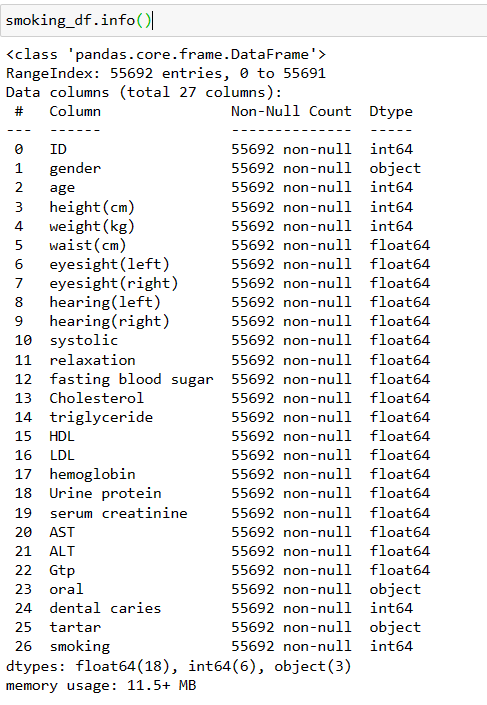 smoking_df.info()
<class 'pandas.core.frame.DataFrame'>
RangeIndex: 55692 entries, 0 to 55691
Data columns (total 27 columns):
 #   Column               Non-Null Count  Dtype
---  ------               --------------  -----
 0   ID                   55692 non-null  int64
 1   gender               55692 non-null  object
 2   age                  55692 non-null  int64
 3   height(cm)           55692 non-null  int64
 4   weight(kg)           55692 non-null  int64
 5   waist(cm)            55692 non-null  float64
 6   eyesight(left)       55692 non-null  float64
 7   eyesight(right)      55692 non-null  float64
 8   hearing(left)        55692 non-null  float64
 9   hearing(right)       55692 non-null  float64
 10  systolic             55692 non-null  float64
 11  relaxation           55692 non-null  float64
 12  fasting blood sugar  55692 non-null  float64
 13  Cholesterol          55692 non-null  float64
 14  triglyceride         55692 non-null  float64
 15  HDL                  55692 non-null  float64
 16  LDL                  55692 non-null  float64
 17  hemoglobin           55692 non-null  float64
 18  Urine protein        55692 non-null  float64
 19  serum creatinine     55692 non-null  float64
 20  AST                  55692 non-null  float64
 21  ALT                  55692 non-null  float64
 22  Gtp                  55692 non-null  float64
 23  oral                 55692 non-null  object
 24  dental caries        55692 non-null  int64
 25  tartar               55692 non-null  object
 26  smoking              55692 non-null  int64
dtypes: float64(18), int64(6), object(3)
memory usage: 11.5+ MB